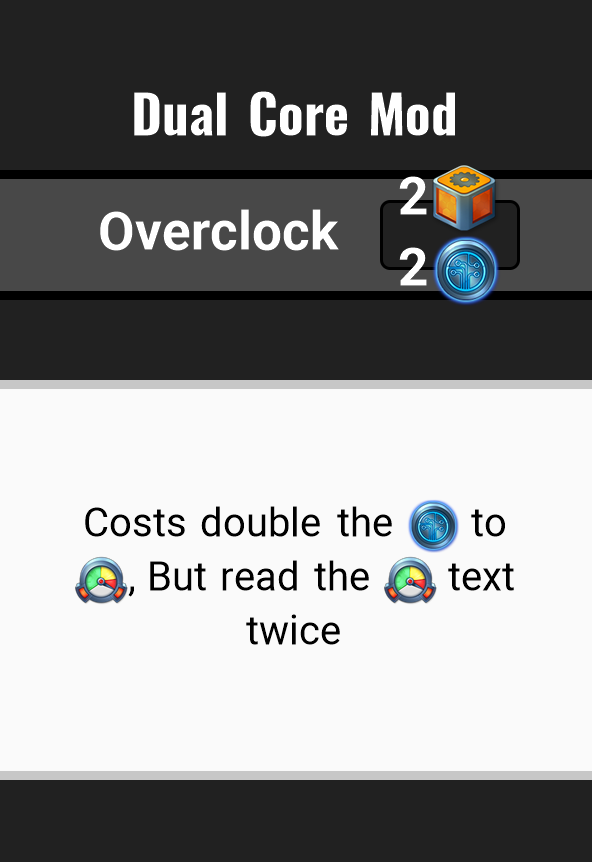 Dual Core Mod
Overclock
2
2
Costs double the to
, But read the text
twice